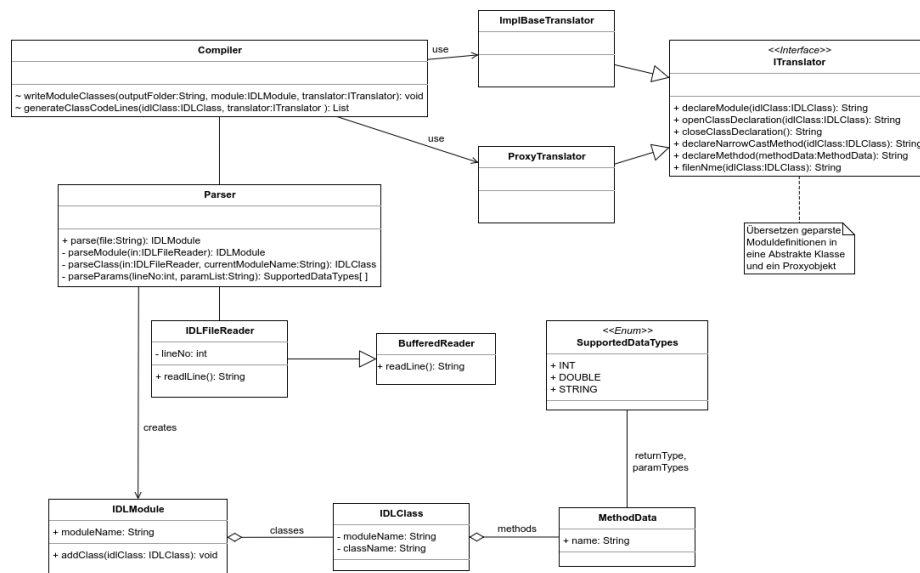 ImplBaseTranslator
Compiler
~ writeModuleClasses(outputFolder:String, module:IDLModule, translator:ITranslator): void
~ generateClassCodeLines(idlClass:IDLClass, translator:ITranslator ): List
use
use
<<Interface>>
ITranslator
+ declareModule(idlClass:IDLClass): String
+ openClassDeclaration(idlClass:IDLClass): String
+ closeClassDeclaration(): String
+ declareNarrowCastMethod(idlClass:IDLClass): String
+ declareMethdod(methodData:MethodData): String
+ filenNme(idlClass:IDLClass): String
ProxyTranslator
Parser
+ parse(file:String): IDLModule
- parseModule(in:IDLFileReader): IDLModule
- parseClass(in:IDLFileReader, currentModuleName:String): IDLClass
- parseParams(lineNo:int, paramList:String): SupportedDataTypes[ ]
Übersetzen geparste
Moduldefinitionen in
eine Abstrakte Klasse
und ein Proxyobjekt
IDLFileReader
- lineNo: int
+ readlLine(): String
BufferedReader
+ readLine(): String
<<Enum>>
SupportedDataTypes
+ INT
+ DOUBLE
+ STRING
creates
returnType,
paramTypes
IDLModule
+ moduleName: String
+ addClass(idlClass: IDLClass): void
classes
IDLClass
- moduleName: String
- className: String
methods
MethodData
+ name: String